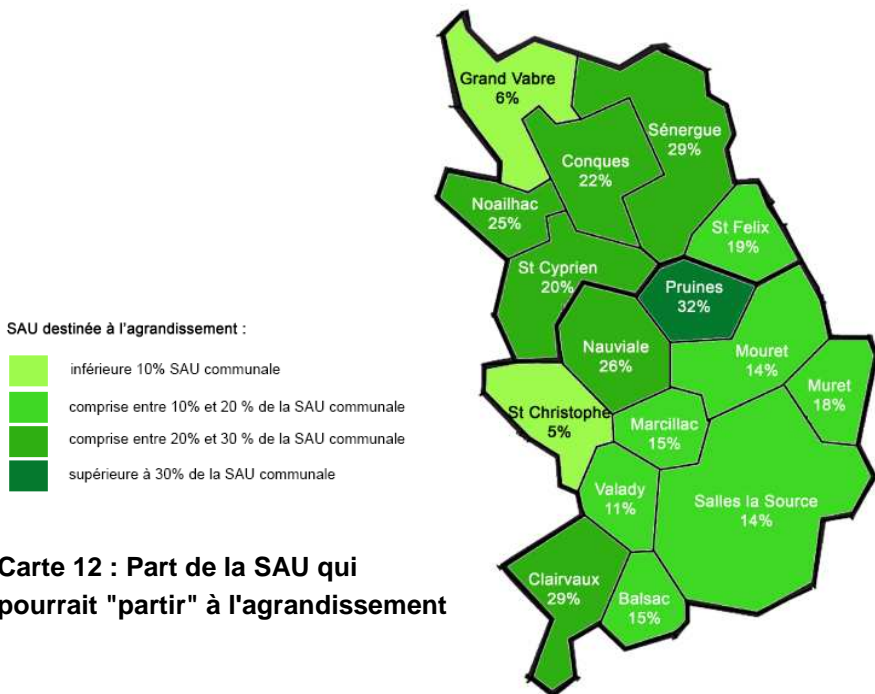 Grand Vabre
6%
Sénergue
29%
Conques
22%
Noailhac
25%
St Felix
19%
St Cyprien
20%
Pruines
32%
SAU destinée à l'agrandissement :
inférieure 10% SAU communale
comprise entre 10% et 20 % de la SAU communale
comprise entre 20% et 30 % de la SAU communale
supérieure à 30% de la SAU communale
Nauviale
26%
Mouret
14%
Muret
18%
St Christophe
5%
Marcillac
15%
Valady
11%
Salles la Source
14%
Clairvaux
29%
Balsac
15%
Carte 12 : Part de la SAU qui
pourrait "partir" à l'agrandissement